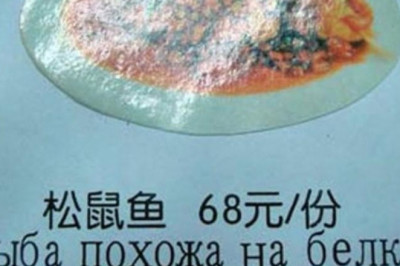 松鼠鱼 68元/份
ыба похожа на белк